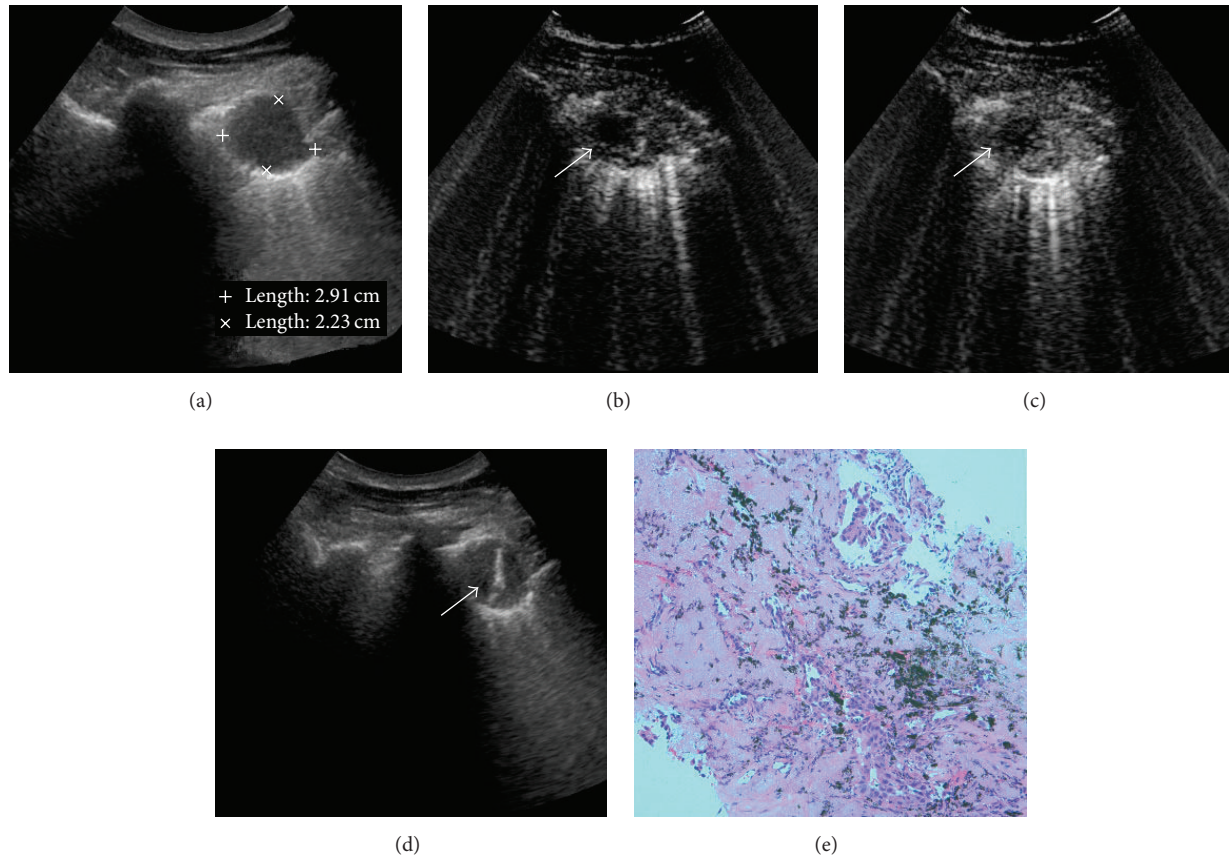 + Length: 2.91 cm
× Length: 2.23 cm
(a)
(b)
(c)
(d)
(e)